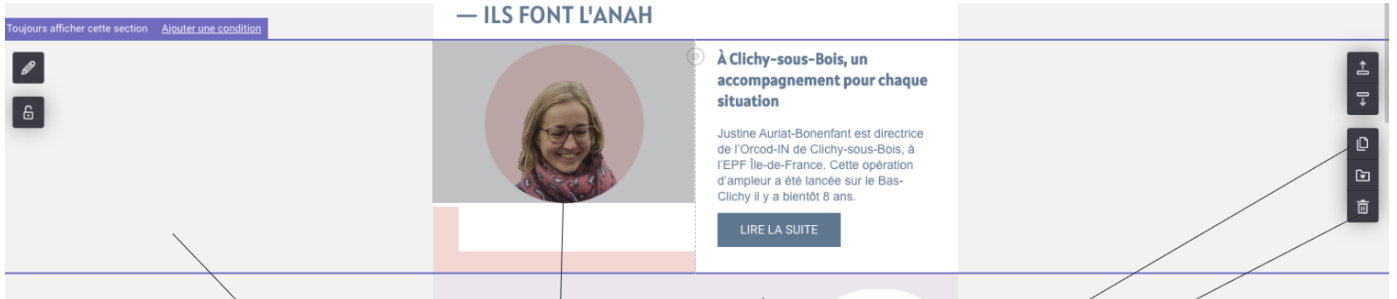 — ILS FONT L'ANAH
Toujours afficher cette section Ajouter une condition
À Clichy-sous-Bois, un
accompagnement pour chaque
situation
Justine Auriat-Bonenfant est directrice
de l'Orcod-IN de Clichy-sous-Bois, à
l'EPF Île-de-France. Cette opération
d'ampleur a été lancée sur le Bas-
Clichy il y a bientôt 8 ans.
LIRE LA SUITE